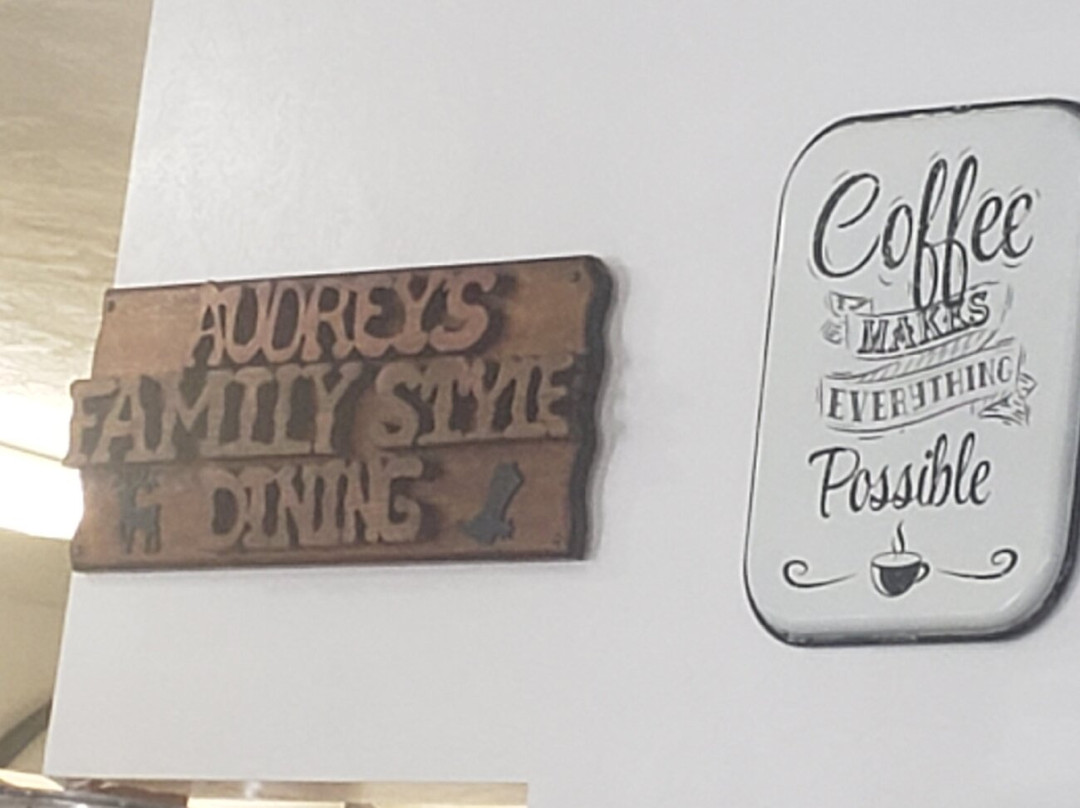 AUDREY'S
FAMILY STYLE
DINING
Coffee
MAKES
EVERYTHING
Possible